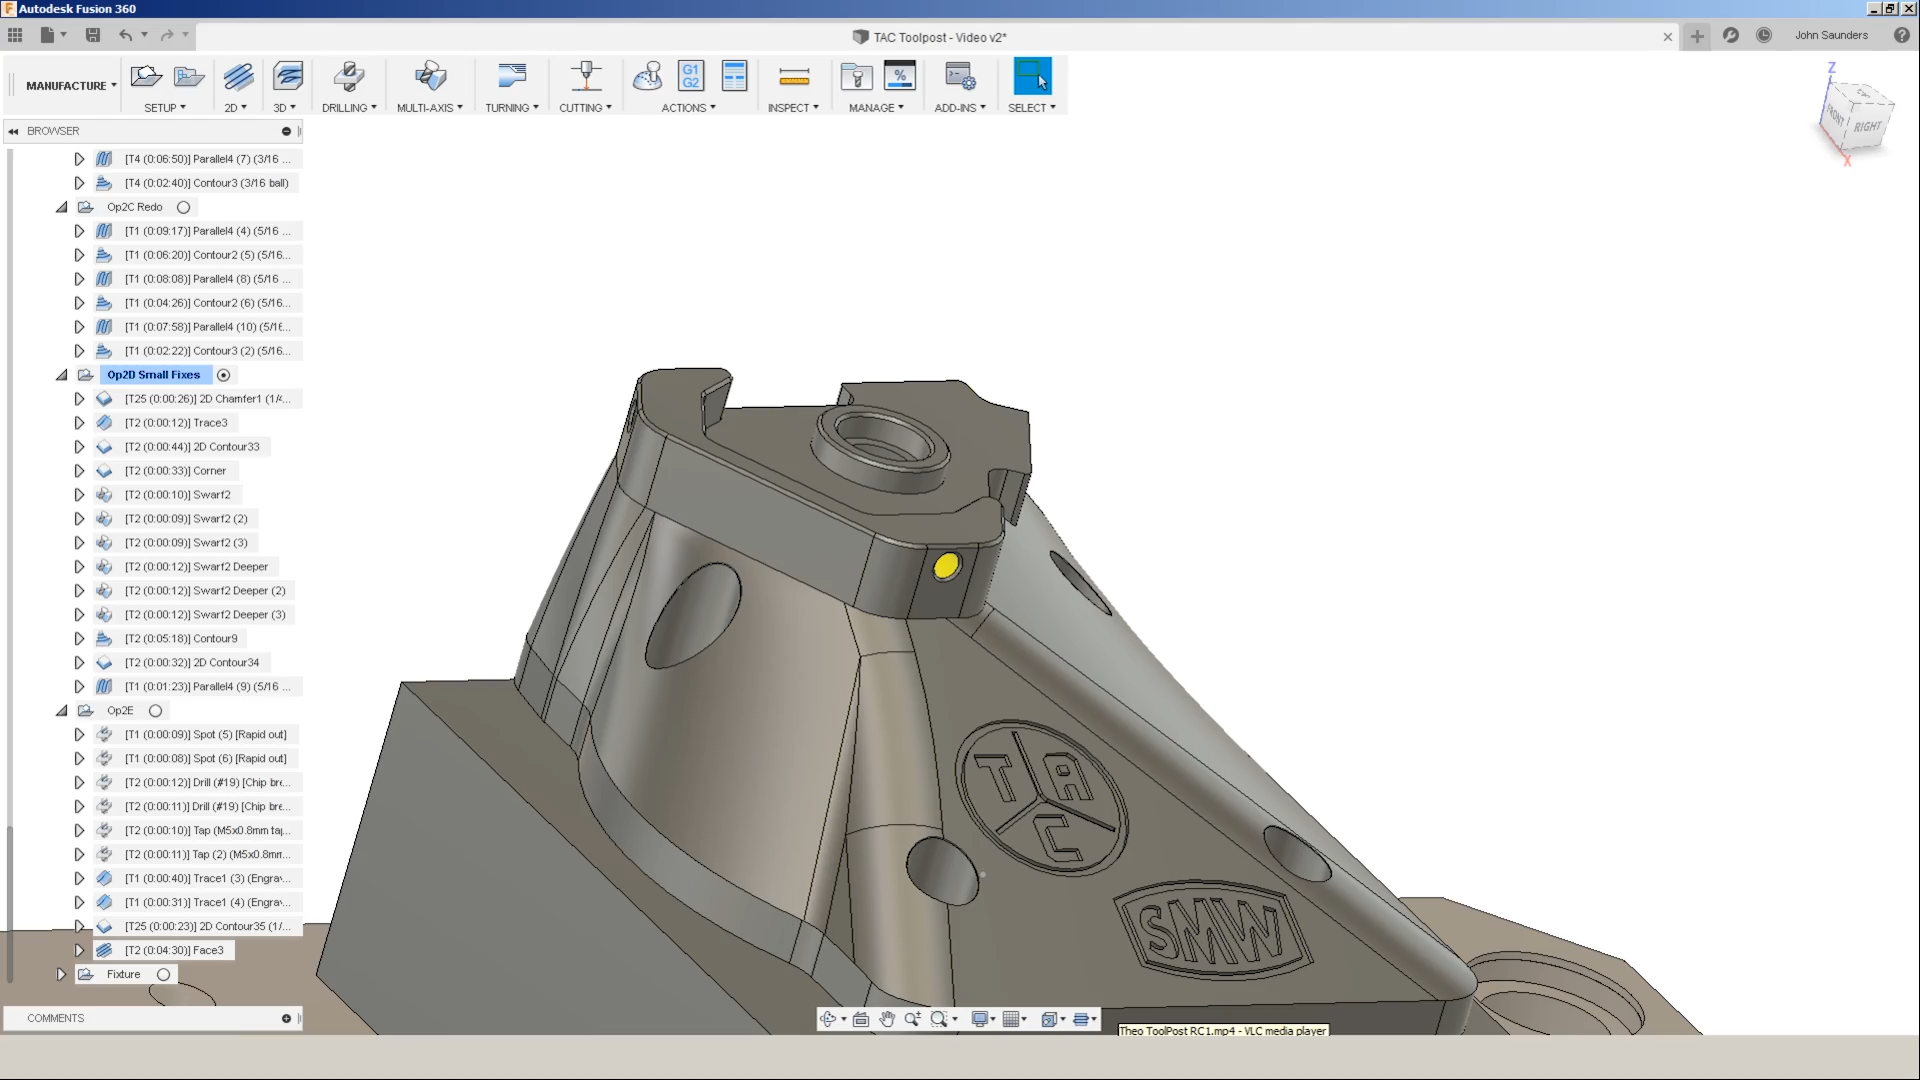 Autodesk Fusion 360
TAC Toolpost - Video v2*
John Saunders
MANUFACTURE
G1
G2
%
SETUP
2D
3D
DRILLING
MULTI-AXIS
TURNING
CUTTING
ACTIONS
INSPECT
MANAGE
ADD-INS
SELECT
Z
FRONT
RIGHT
X
BROWSER
[T4 (0:06:50)] Parallel4 (7) (3/16 ...
[T4 (0:02:40)] Contour3 (3/16 ball)
Op2C Redo
[T1 (0:09:17)] Parallel4 (4) (5/16 ...
[T1 (0:06:20)] Contour2 (5) (5/16...
[T1 (0:08:08)] Parallel4 (8) (5/16 ...
[T1 (0:04:26)] Contour2 (6) (5/16...
[T1 (0:07:58)] Parallel4 (10) (5/16...
[T1 (0:02:22)] Contour3 (2) (5/16...
Op2D Small Fixes
[T25 (0:00:26)] 2D Chamfer1 (1/4...
[T2 (0:00:12)] Trace3
[T2 (0:00:44)] 2D Contour33
[T2 (0:00:33)] Corner
[T2 (0:00:10)] Swarf2
[T2 (0:00:09)] Swarf2 (2)
[T2 (0:00:09)] Swarf2 (3)
[T2 (0:00:12)] Swarf2 Deeper
[T2 (0:00:12)] Swarf2 Deeper (2)
[T2 (0:00:12)] Swarf2 Deeper (3)
[T2 (0:05:18)] Contour9
[T2 (0:00:32)] 2D Contour34
[T1 (0:01:23)] Parallel4 (9) (5/16 ...
Op2E
[T1 (0:00:09)] Spot (5) [Rapid out]
[T1 (0:00:08)] Spot (6) [Rapid out]
[T2 (0:00:12)] Drill (#19) [Chip bre...
[T2 (0:00:11)] Drill (#19) [Chip bre...
[T2 (0:00:10)] Tap (M5x0.8mm tap...
[T2 (0:00:11)] Tap (2) (M5x0.8mm...
[T1 (0:00:40)] Trace1 (3) (Engrav...
[T1 (0:00:31)] Trace1 (4) (Engrav...
[T25 (0:00:23)] 2D Contour35 (1/...
[T2 (0:04:30)] Face3
Fixture
COMMENTS
TAC
SMW
Theo ToolPost RC1.mp4 - VLC media player